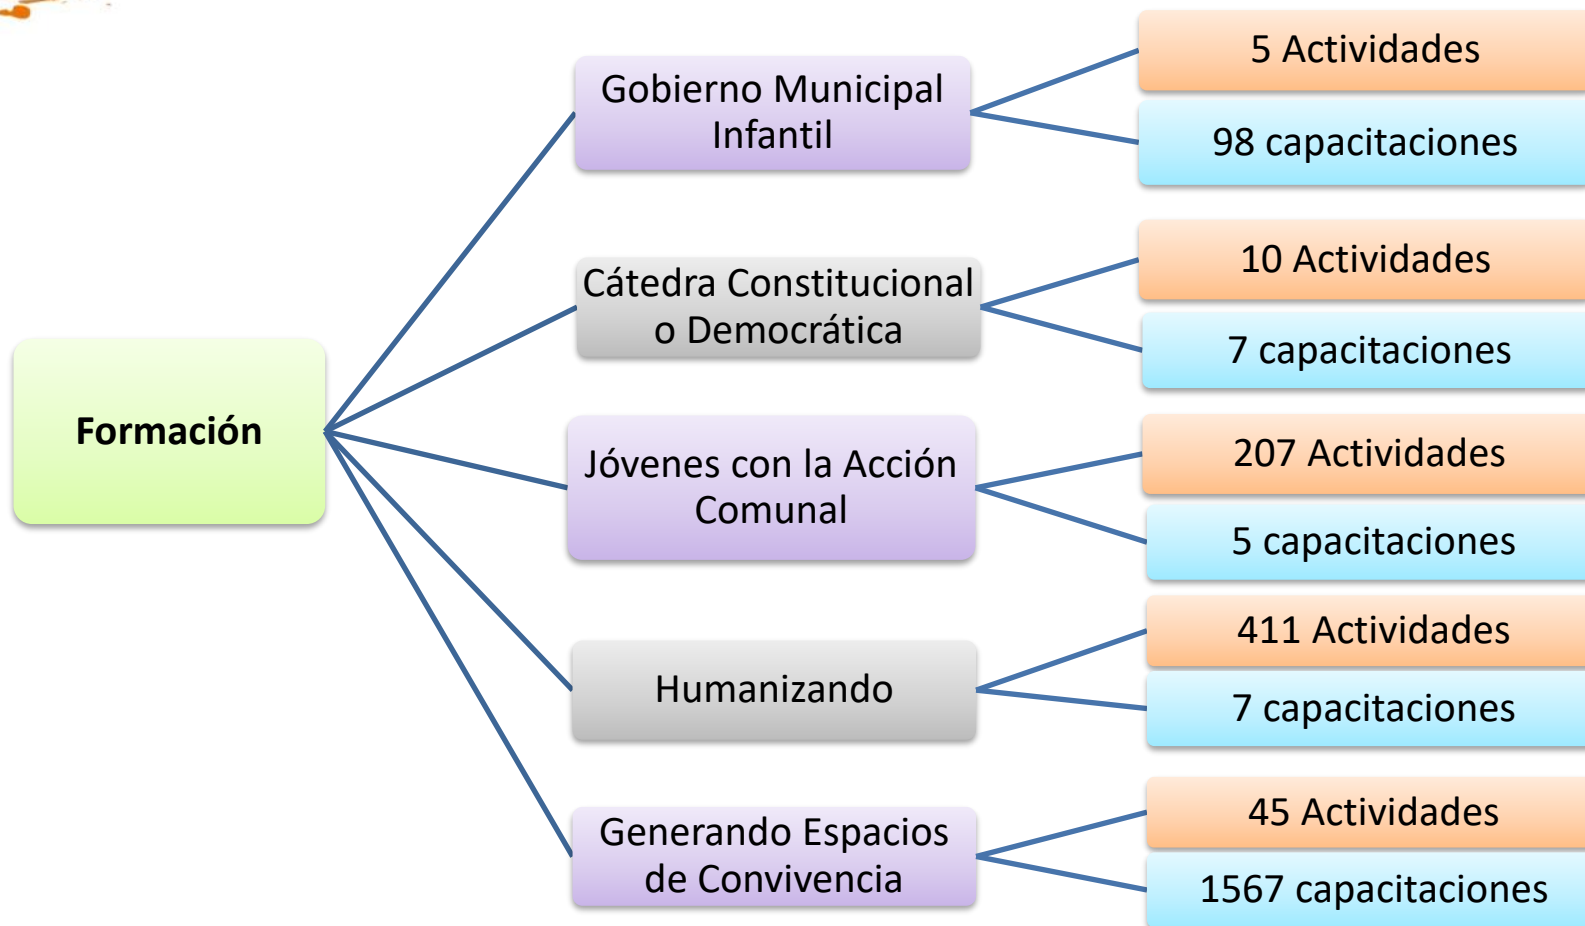 Formación
Gobierno Municipal
Infantil
5 Actividades
98 capacitaciones
Cátedra Constitucional
o Democrática
10 Actividades
7 capacitaciones
Jóvenes con la Acción
Comunal
207 Actividades
5 capacitaciones
Humanizando
411 Actividades
7 capacitaciones
Generando Espacios
de Convivencia
45 Actividades
1567 capacitaciones